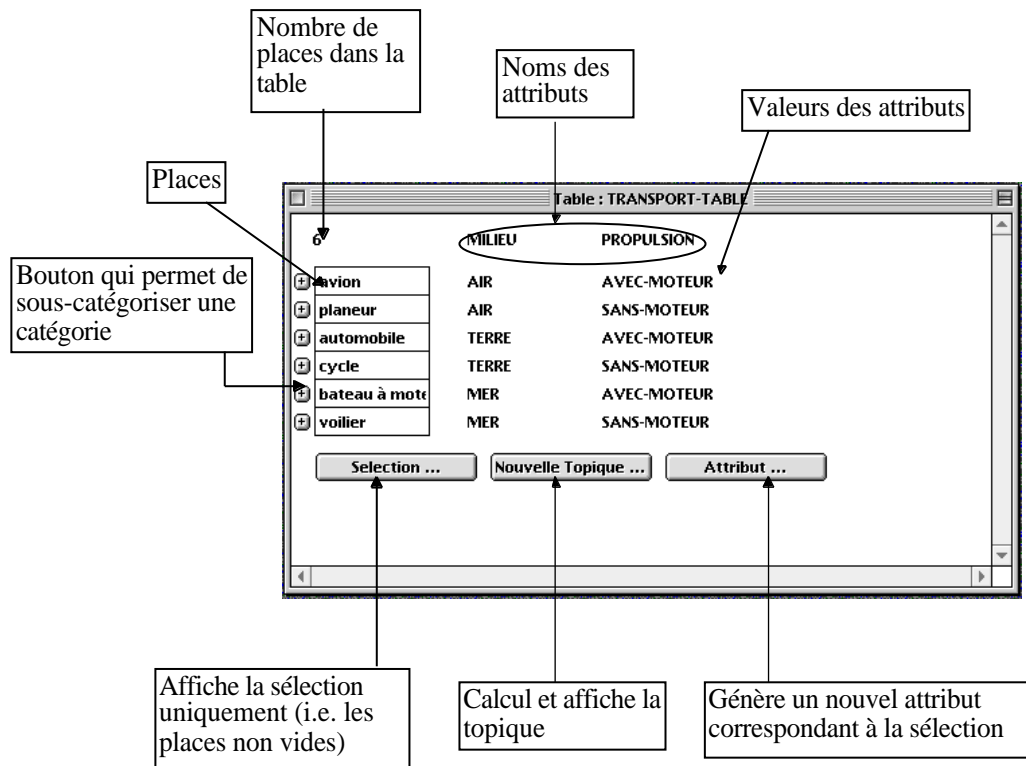 Nombre de
places dans la
table
Noms des
attributs
Valeurs des attributs
Places
Bouton qui permet de
sous-catégoriser une
catégorie
Table : TRANSPORT-TABLE
6 MILIEU PROPULSION
avion AIR AVEC-MOTEUR
planeur AIR SANS-MOTEUR
automobile TERRE AVEC-MOTEUR
cycle TERRE SANS-MOTEUR
bateau à mote MER AVEC-MOTEUR
voilier MER SANS-MOTEUR
Selection ... Nouvelle Topique ... Attribut ...
Affiche la sélection
uniquement (i.e. les
places non vides)
Calcul et affiche la
topique
Génère un nouvel attribut
correspondant à la sélection